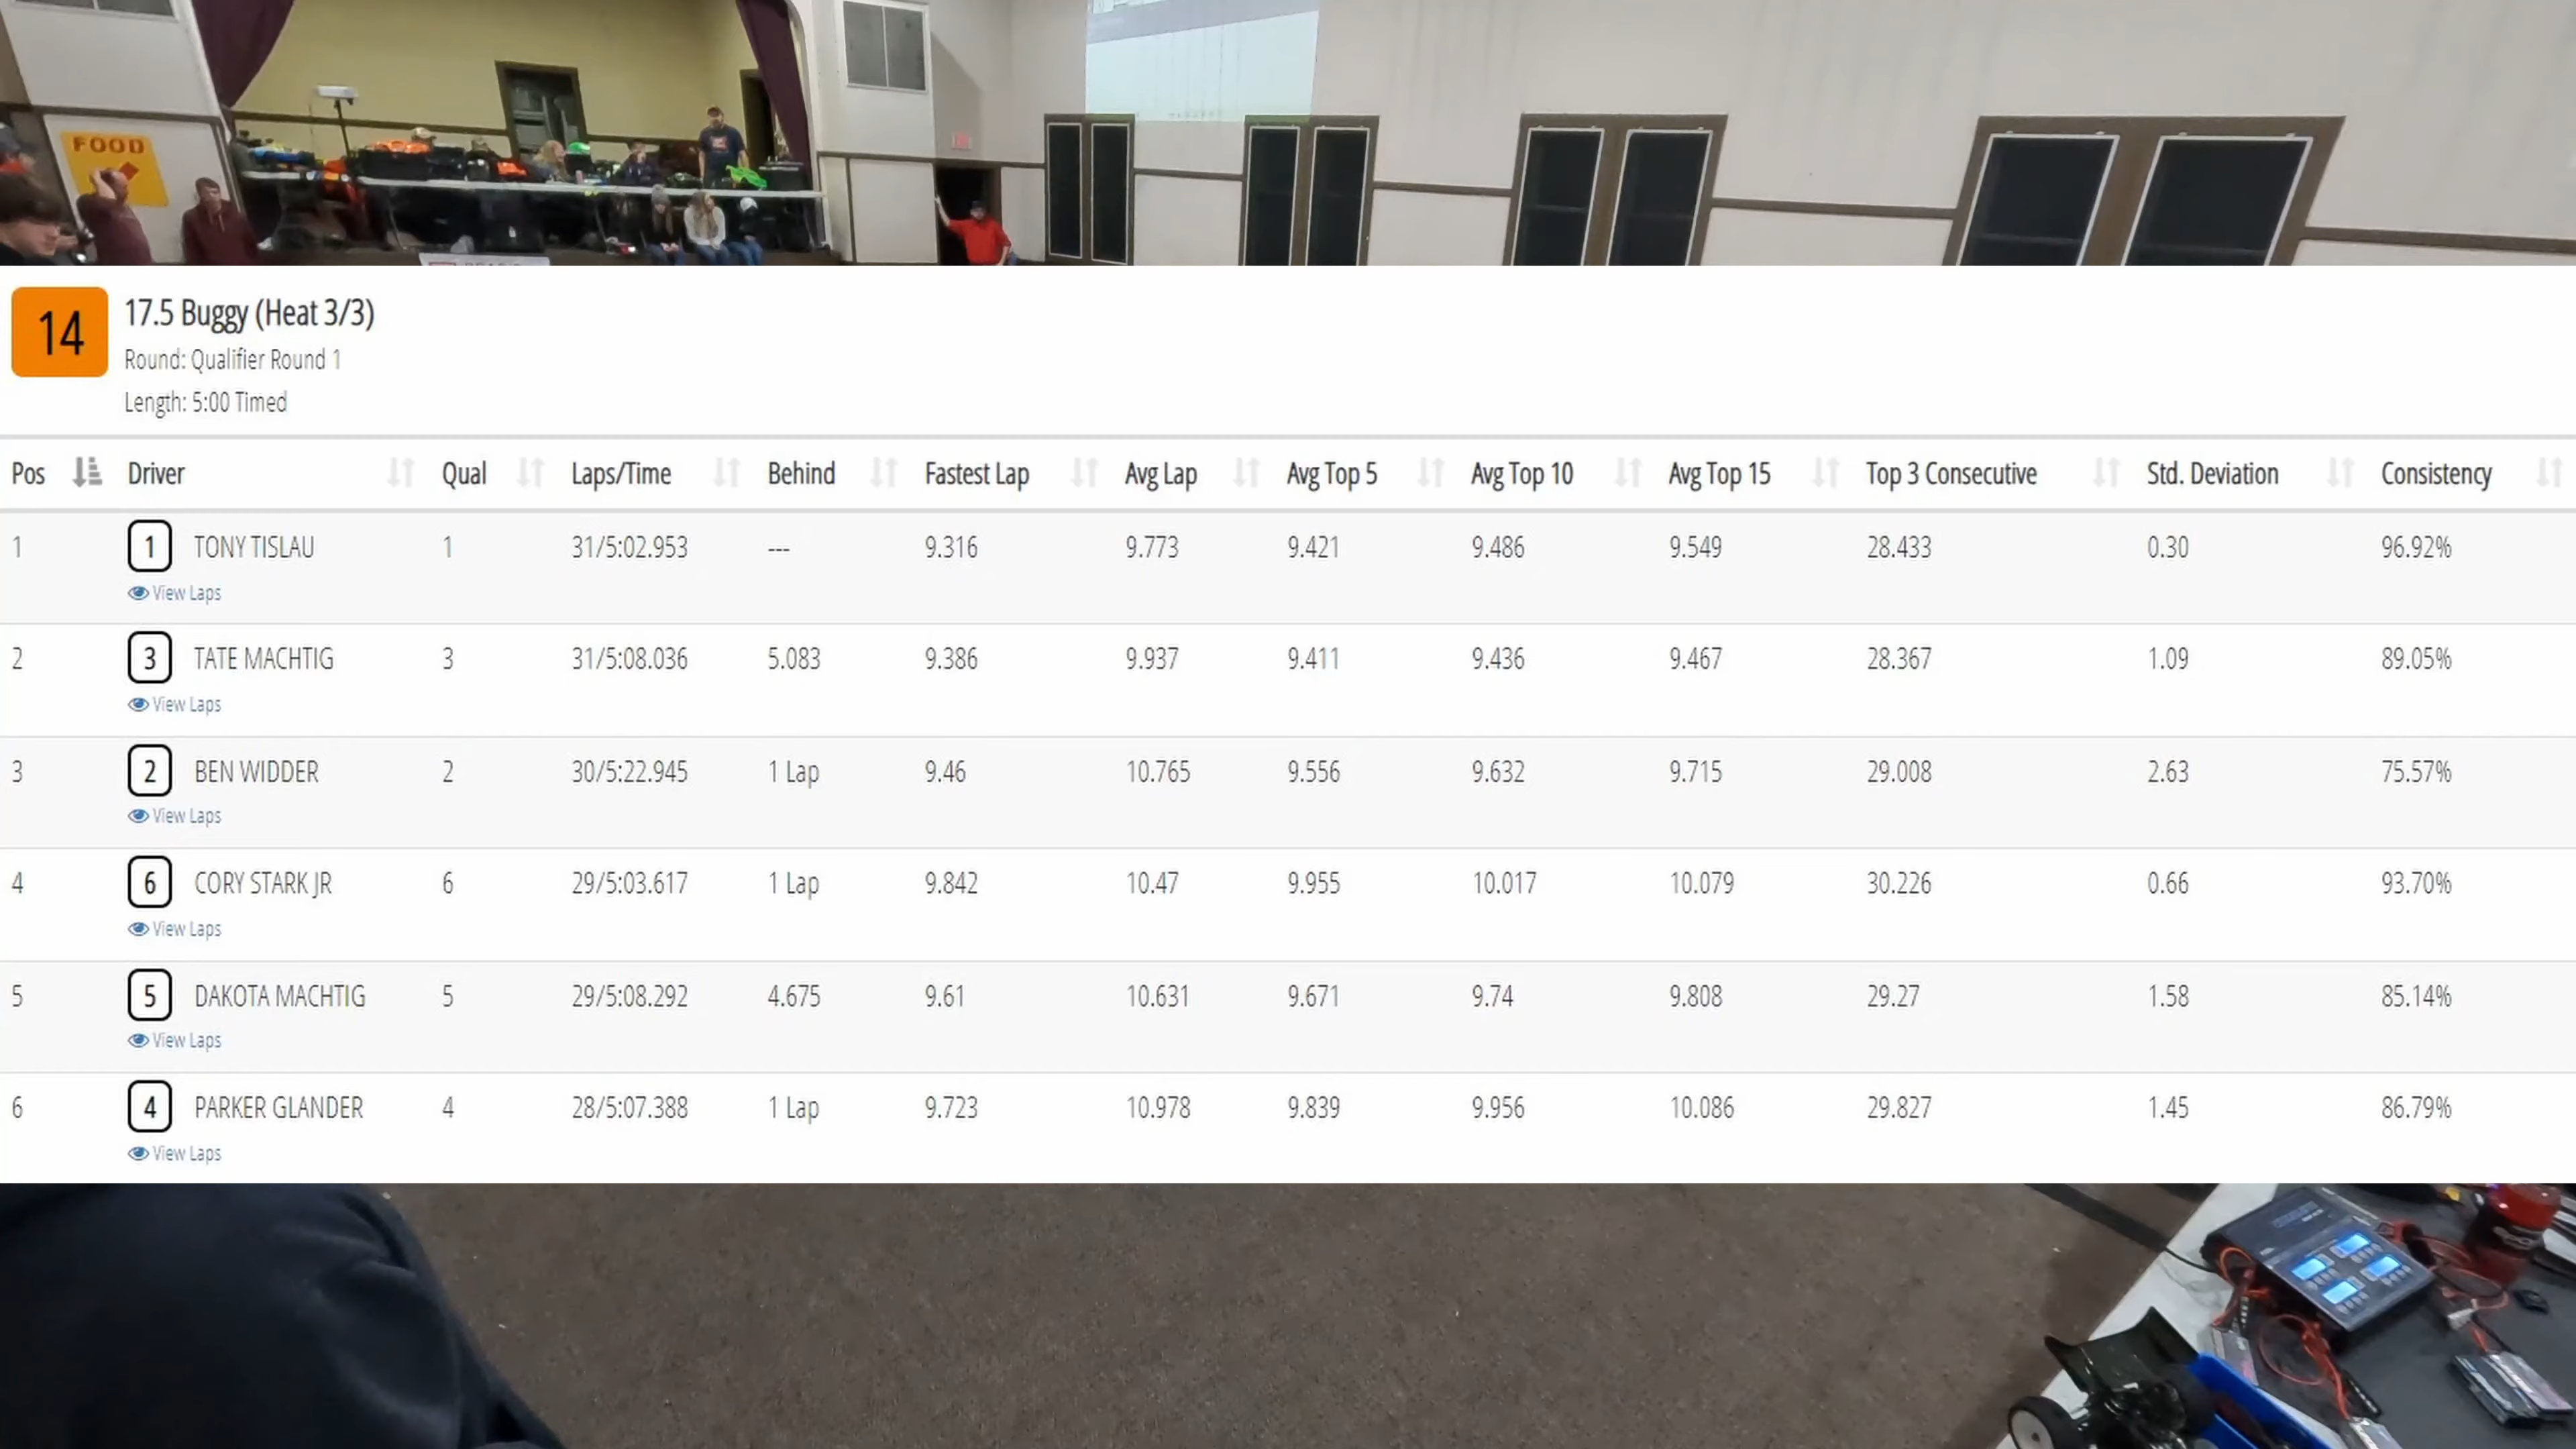 FOOD
14
17.5 Buggy (Heat 3/3)
Round: Qualifier Round 1
Length: 5:00 Timed
Pos Driver Qual Laps/Time Behind Fastest Lap Avg Lap Avg Top 5 Avg Top 10 Avg Top 15 Top 3 Consecutive Std. Deviation Consistency
1 1 TONY TISLAU 1 31/5:02.953 --- 9.316 9.773 9.421 9.486 9.549 28.433 0.30 96.92%
View Laps
2 3 TATE MACHTIG 3 31/5:08.036 5.083 9.386 9.937 9.411 9.436 9.467 28.367 1.09 89.05%
View Laps
3 2 BEN WIDDER 2 30/5:22.945 1 Lap 9.46 10.765 9.556 9.632 9.715 29.008 2.63 75.57%
View Laps
4 6 CORY STARK JR 6 29/5:03.617 1 Lap 9.842 10.47 9.955 10.017 10.079 30.226 0.66 93.70%
View Laps
5 5 DAKOTA MACHTIG 5 29/5:08.292 4.675 9.61 10.631 9.671 9.74 9.808 29.27 1.58 85.14%
View Laps
6 4 PARKER GLANDER 4 28/5:07.388 1 Lap 9.723 10.978 9.839 9.956 10.086 29.827 1.45 86.79%
View Laps